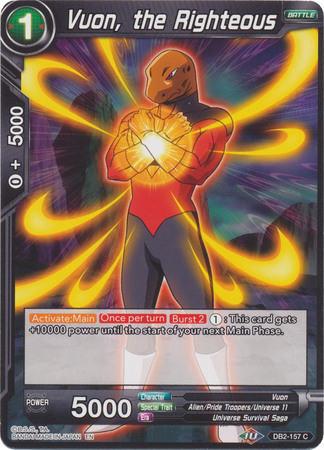 1
Vuon, the Righteous
BATTLE
0 + 5000
Activate:Main Once per turn Burst 2 1 : This card gets
+10000 power until the start of your next Main Phase.
POWER 5000
Character Vuon
Special Trait Alien/Pride Troopers/Universe 11
Era Universe Survival Saga
©B.S./S., T.A.
BANDAI MADE IN JAPAN EN
DB2-157 C